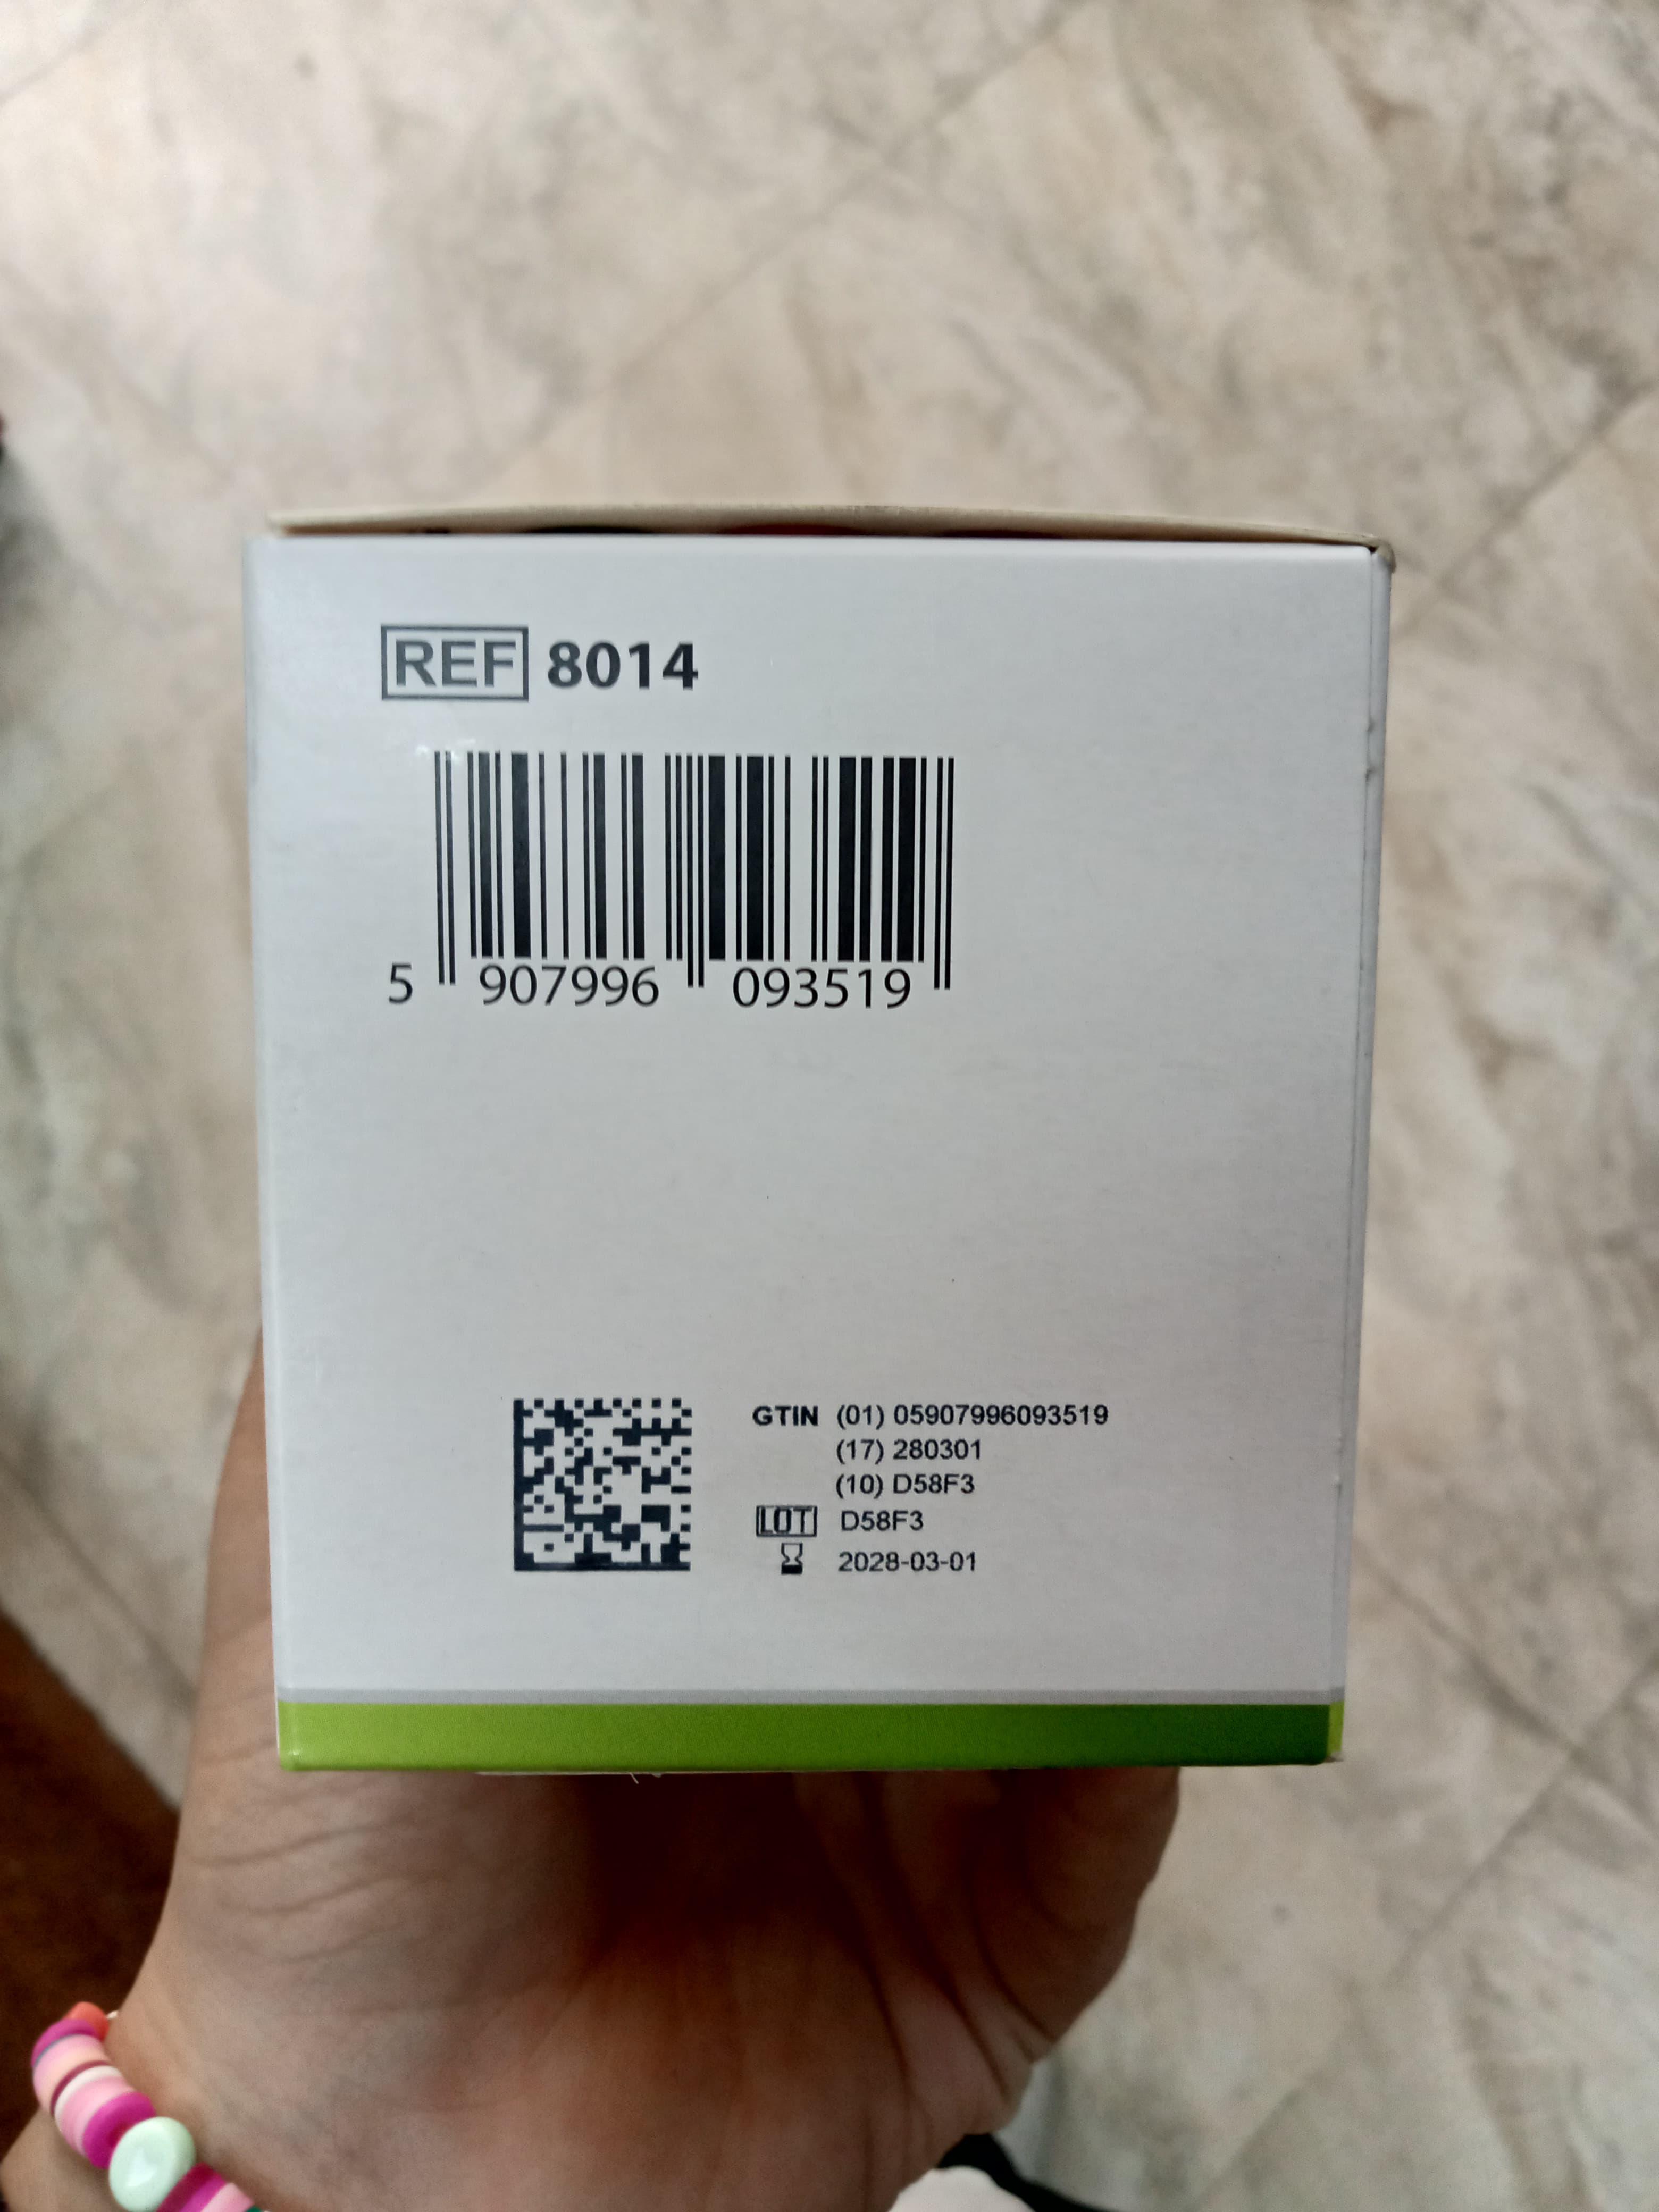 REF 8014
5 907996 093519
GTIN (01) 05907996093519
(17) 280301
(10) D58F3
LOT D58F3
2028-03-01